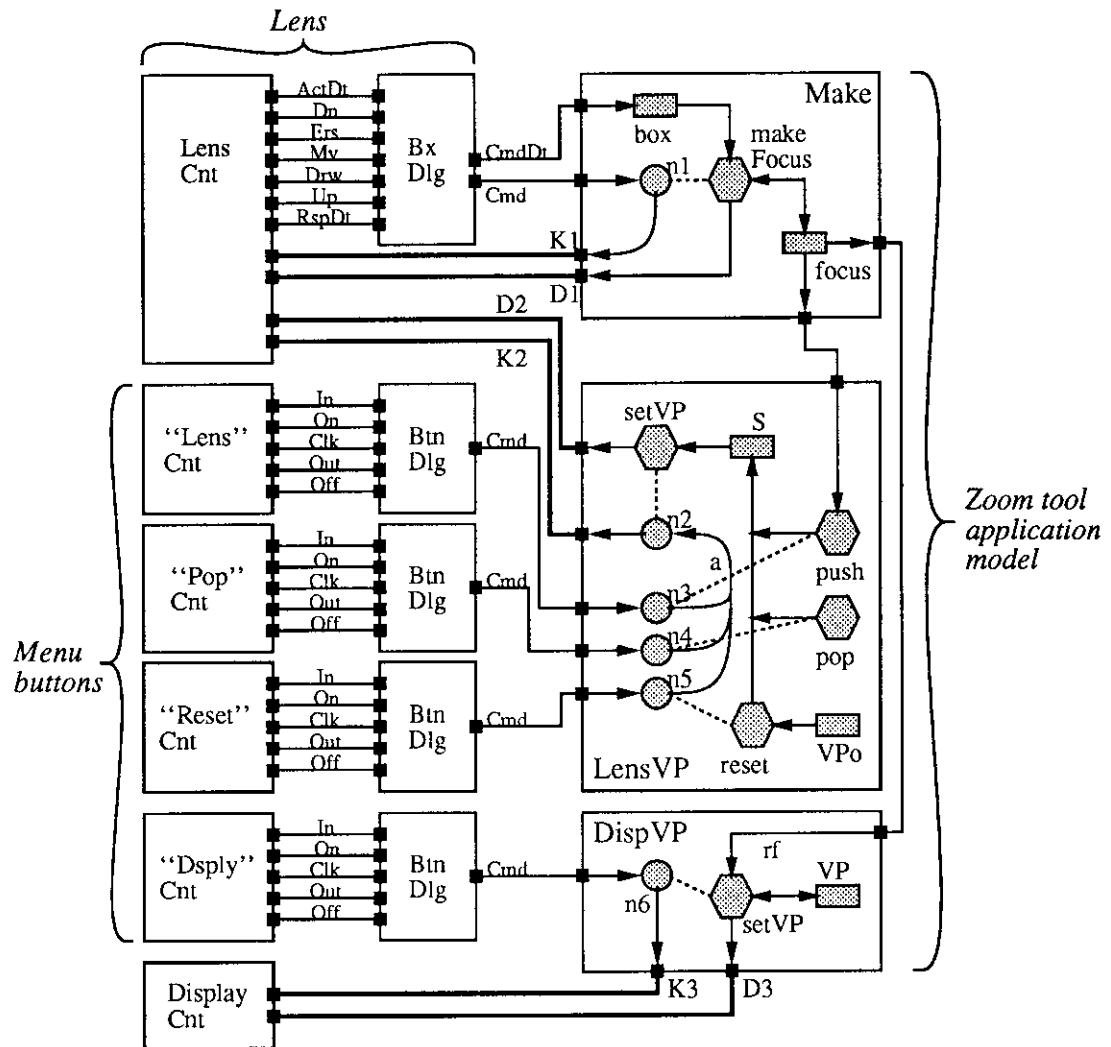 Lens
Lens
Cnt
ActDt
Dn
Ers
Mv
Drw
Up
RspDt
Bx
Dlg
CmdDt
Cmd
Make
box
make
Focus
n1
focus
K1
D1
D2
K2
Menu
buttons
“Lens”
Cnt
In
On
Clk
Out
Off
Btn
Dlg
Cmd
“Pop”
Cnt
In
On
Clk
Out
Off
Btn
Dlg
Cmd
“Reset”
Cnt
In
On
Clk
Out
Off
Btn
Dlg
Cmd
setVP
S
n2
a
push
n3
n4
pop
n5
reset
VPo
LensVP
Zoom tool
application
model
“Dsply”
Cnt
In
On
Clk
Out
Off
Btn
Dlg
Cmd
DispVP
rf
VP
n6
setVP
K3
D3
Display
Cnt